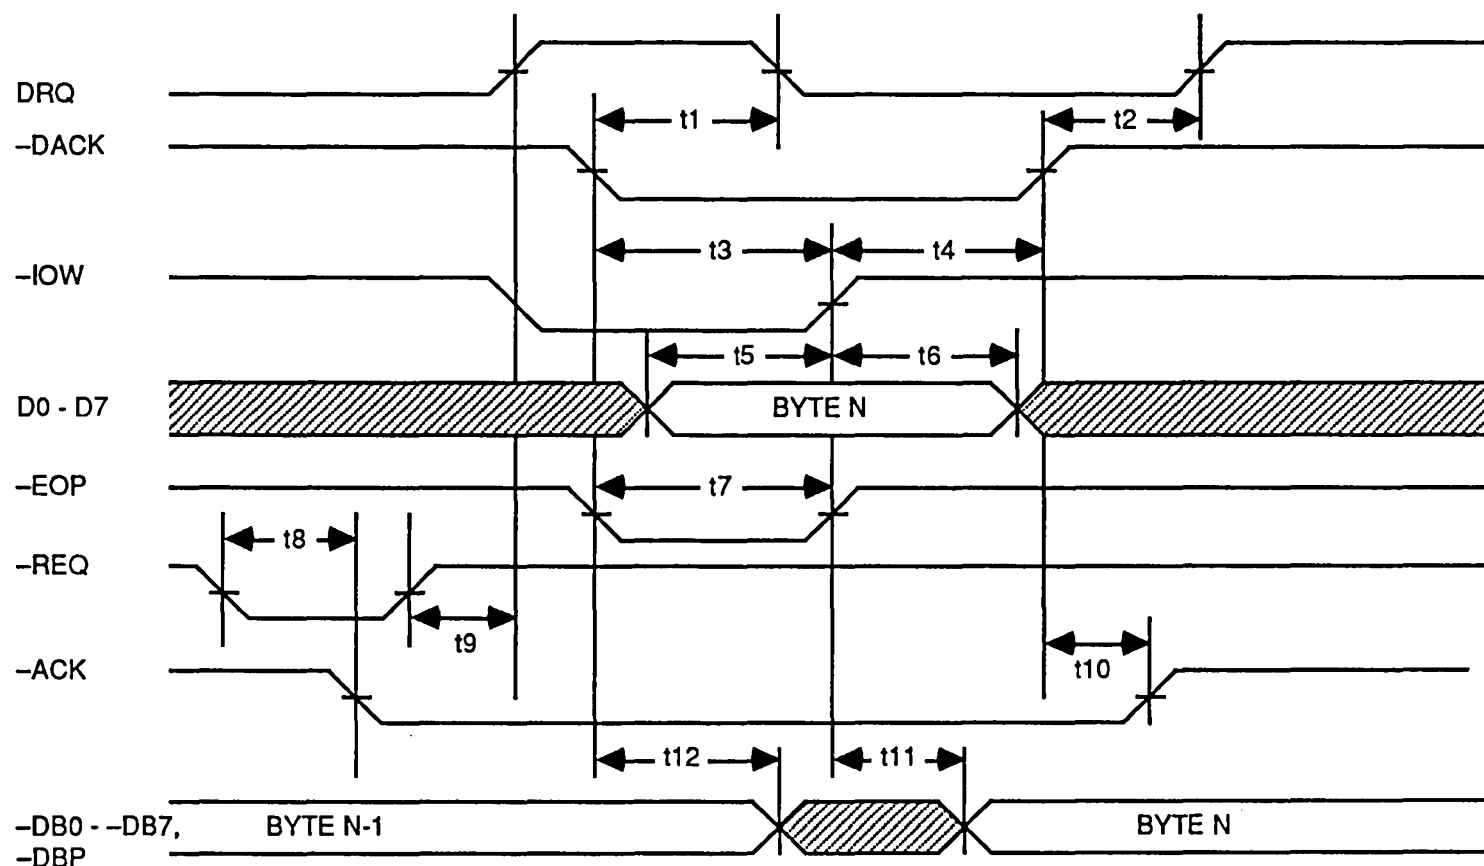 DRQ
t1
t2
–DACK
t3
t4
–IOW
t5
t6
D0 - D7
BYTE N
–EOP
t7
t8
–REQ
t9
–ACK
t10
t12
t11
–DB0 - –DB7,
BYTE N-1
BYTE N
–DBP